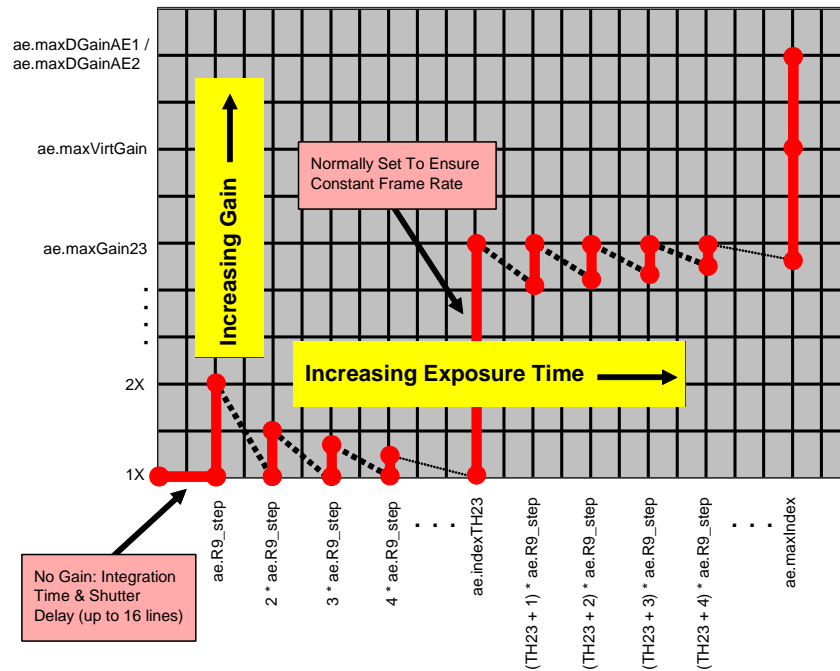 ae.maxDGainAE1 /
ae.maxDGainAE2
ae.maxVirtGain
ae.maxGain23
. . . .
2X
1X
Increasing Gain
Normally Set To Ensure
Constant Frame Rate
Increasing Exposure Time
No Gain: Integration
Time & Shutter
Delay (up to 16 lines)
ae.R9_step
2 * ae.R9_step
3 * ae.R9_step
4 * ae.R9_step
. . . .
ae.indexTH23
(TH23 + 1) * ae.R9_step
(TH23 + 2) * ae.R9_step
(TH23 + 3) * ae.R9_step
(TH23 + 4) * ae.R9_step
. . . .
ae.maxIndex